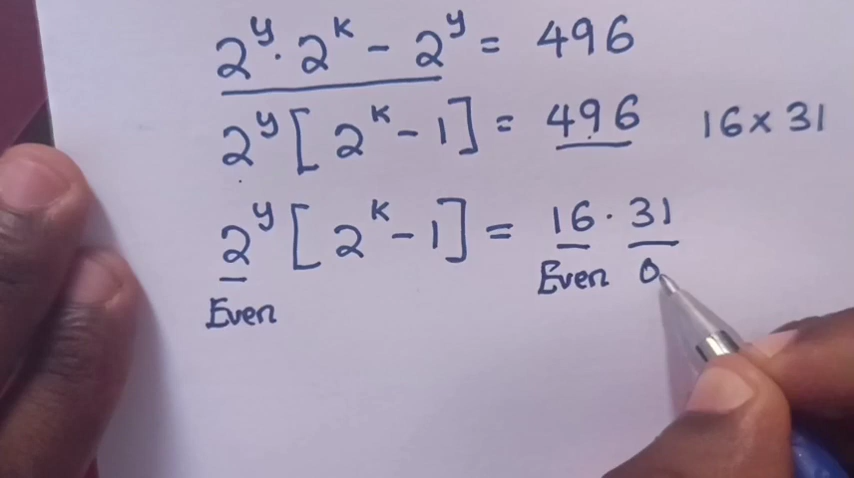 2^y · 2^k − 2^y = 496
2^y [ 2^k − 1 ] = 496 16 × 31
2^y [ 2^k − 1 ] = 16 · 31
Even Even O